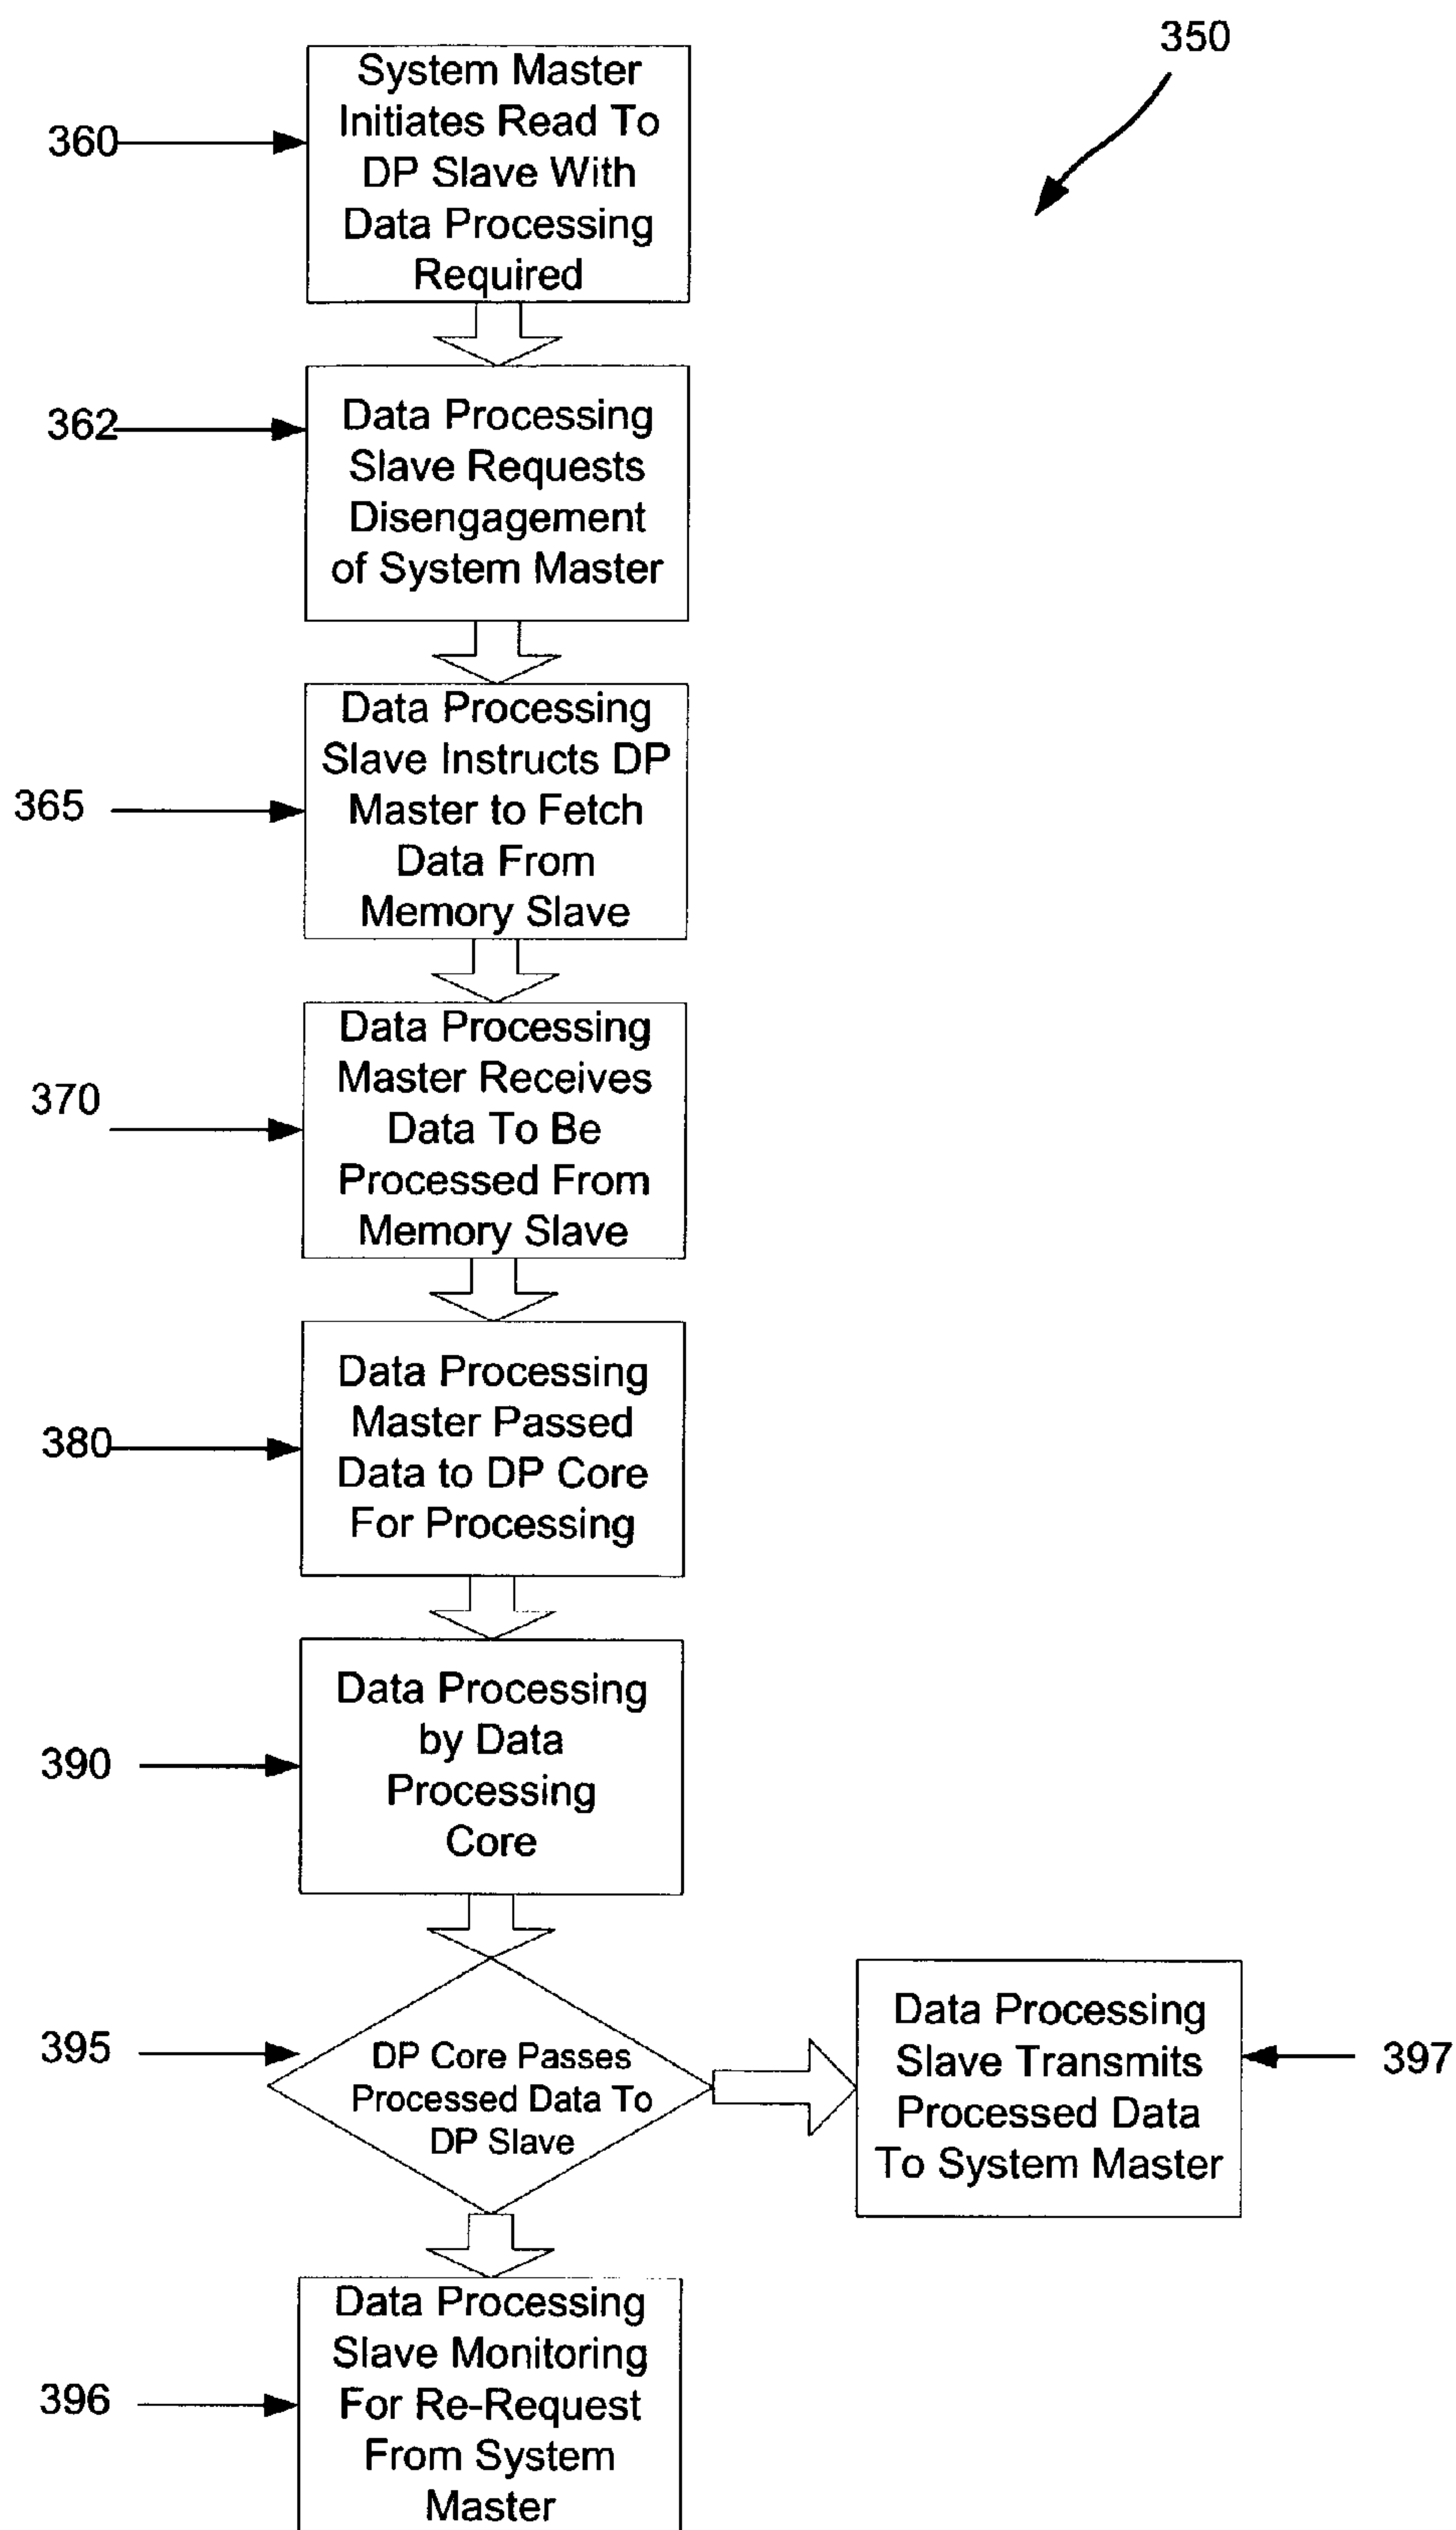 350
360
System Master
Initiates Read To
DP Slave With
Data Processing
Required
362
Data Processing
Slave Requests
Disengagement
of System Master
365
Data Processing
Slave Instructs DP
Master to Fetch
Data From
Memory Slave
370
Data Processing
Master Receives
Data To Be
Processed From
Memory Slave
380
Data Processing
Master Passed
Data to DP Core
For Processing
390
Data Processing
by Data
Processing
Core
395
DP Core Passes
Processed Data To
DP Slave
Data Processing
Slave Transmits
Processed Data
To System Master
397
396
Data Processing
Slave Monitoring
For Re-Request
From System
Master